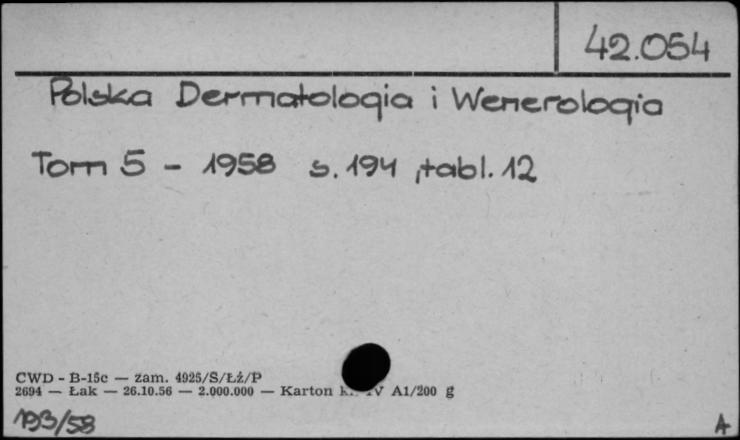 42.054
Polska Dermatologia i Wenerologia
Tom 5 - 1958 s. 194, tabl. 12
CWD - B-15c — zam. 4925/S/Łż/P
2694 — Łak — 26.10.56 — 2.000.000 — Karton A1/200 g
193/58
A